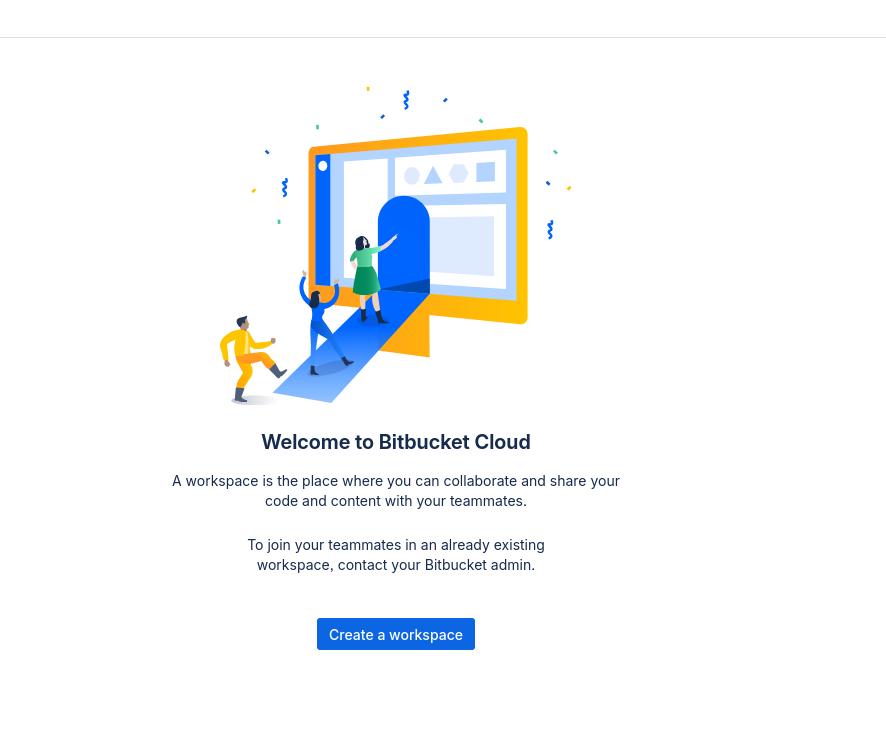 Welcome to Bitbucket Cloud
A workspace is the place where you can collaborate and share your
code and content with your teammates.
To join your teammates in an already existing
workspace, contact your Bitbucket admin.
Create a workspace